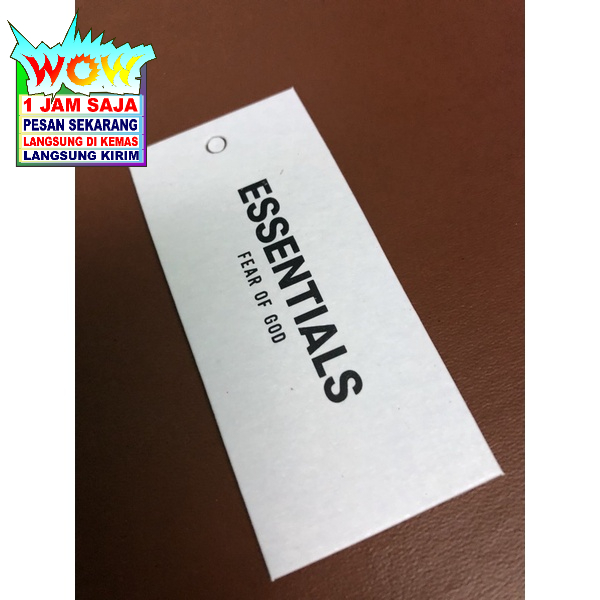 WOW
1 JAM SAJA
PESAN SEKARANG
LANGSUNG DI KEMAS
LANGSUNG KIRIM
ESSENTIALS
FEAR OF GOD